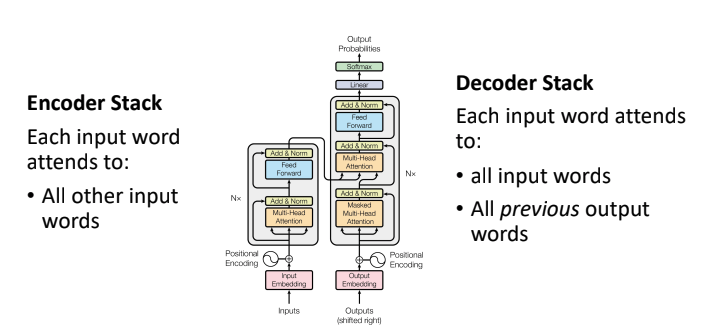 Encoder Stack
Each input word
attends to:
• All other input
words
Output
Probabilities
Softmax
Linear
Add & Norm
Feed
Forward
Add & Norm
Multi-Head
Attention
Add & Norm
Masked
Multi-Head
Attention
Nx
Positional
Encoding
Output
Embedding
Outputs
(shifted right)
Add & Norm
Feed
Forward
Add & Norm
Multi-Head
Attention
Nx
Positional
Encoding
Input
Embedding
Inputs
Decoder Stack
Each input word attends
to:
• all input words
• All previous output
words